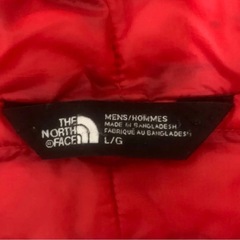 THE
NORTH
FACE
MENS/HOMMES
MADE IN BANGLADESH
FABRIQUÉ AU BANGLADESH
L/G